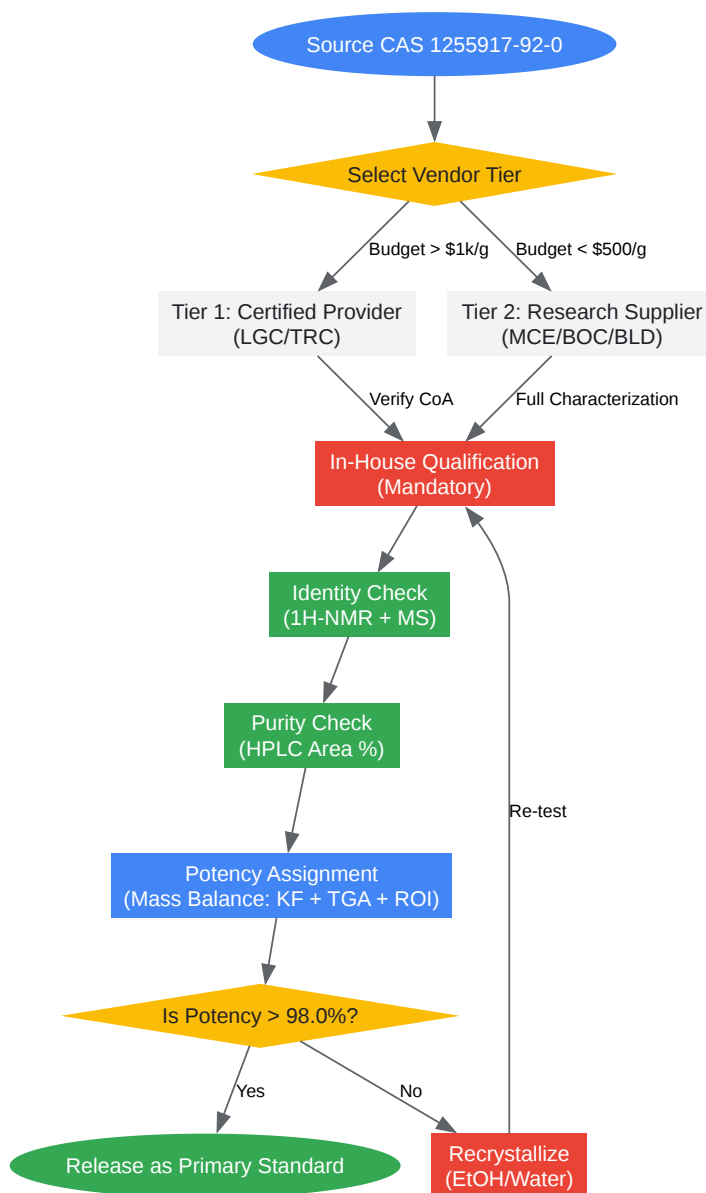 Source CAS 1255917-92-0
Select Vendor Tier
Budget > $1k/g
Budget < $500/g
Tier 1: Certified Provider
(LGC/TRC)
Tier 2: Research Supplier
(MCE/BOC/BLD)
Verify CoA
Full Characterization
In-House Qualification
(Mandatory)
Identity Check
(1H-NMR + MS)
Purity Check
(HPLC Area %)
Re-test
Potency Assignment
(Mass Balance: KF + TGA + ROI)
Is Potency > 98.0%?
Yes
No
Release as Primary Standard
Recrystallize
(EtOH/Water)